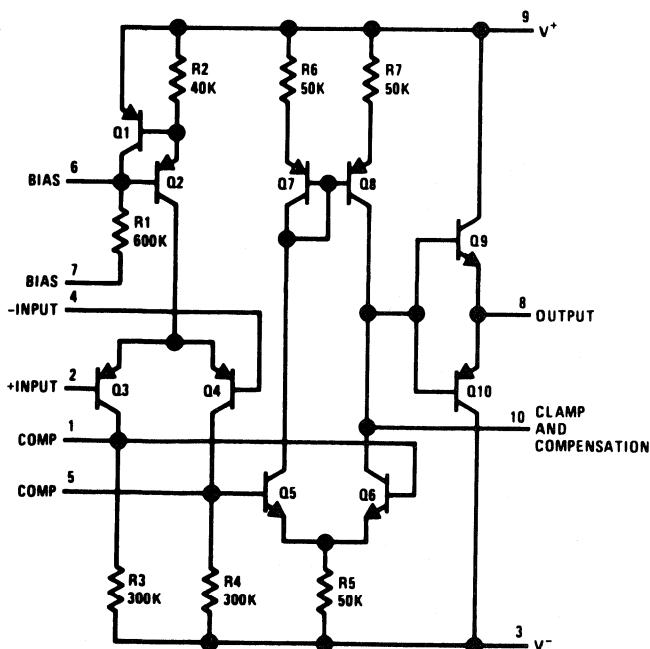 9 V+
R2 40K
R6 50K
R7 50K
Q1
6 BIAS
Q2
Q7
Q8
R1 600K
Q9
7 BIAS
4 -INPUT
8 OUTPUT
2 +INPUT
Q3
Q4
Q10
10 CLAMP AND COMPENSATION
1 COMP
5 COMP
Q5
Q6
R3 300K
R4 300K
R5 50K
3 V-